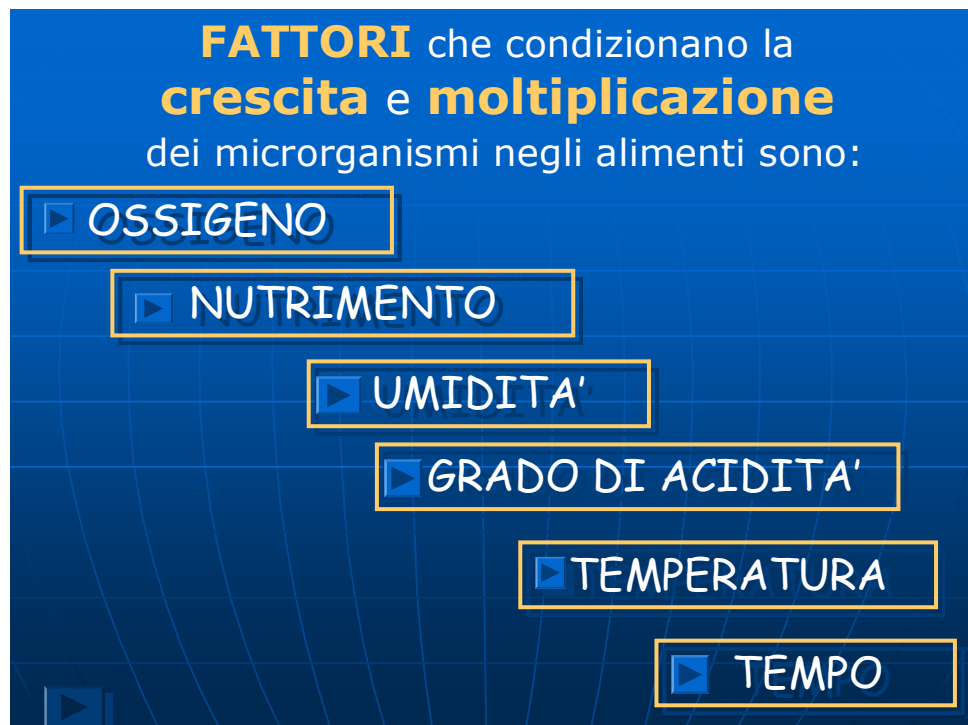 FATTORI che condizionano la
crescita e moltiplicazione
dei microrganismi negli alimenti sono:
OSSIGENO
NUTRIMENTO
UMIDITA'
GRADO DI ACIDITA'
TEMPERATURA
TEMPO